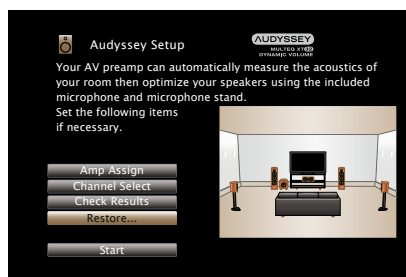 Audyssey Setup
AUDYSSEY
MULTEQ XT32
DYNAMIC VOLUME
Your AV preamp can automatically measure the acoustics of
your room then optimize your speakers using the included
microphone and microphone stand.
Set the following items
if necessary.
Amp Assign
Channel Select
Check Results
Restore...
Start